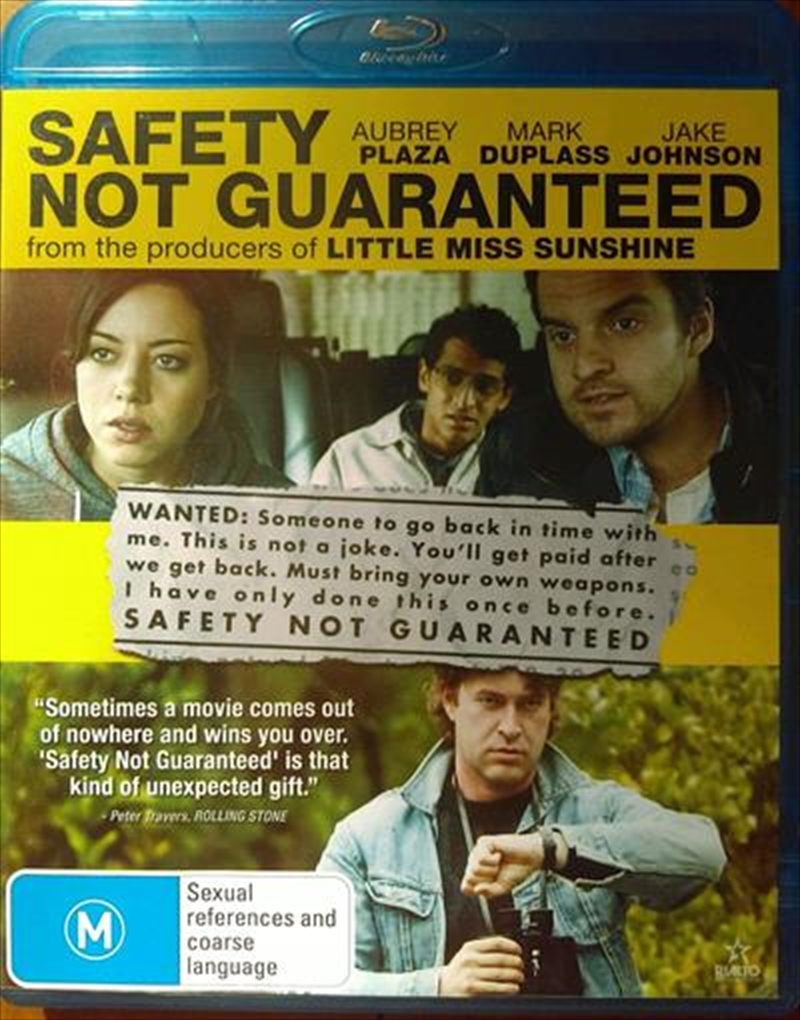 Blu-ray Disc
SAFETY
AUBREY PLAZA
MARK DUPLASS
JAKE JOHNSON
NOT GUARANTEED
from the producers of LITTLE MISS SUNSHINE
WANTED: Someone to go back in time with
me. This is not a joke. You'll get paid after
we get back. Must bring your own weapons.
I have only done this once before.
SAFETY NOT GUARANTEED
“Sometimes a movie comes out
of nowhere and wins you over.
'Safety Not Guaranteed' is that
kind of unexpected gift.”
- Peter Travers, ROLLING STONE
M
Sexual
references and
coarse
language
RIALTO